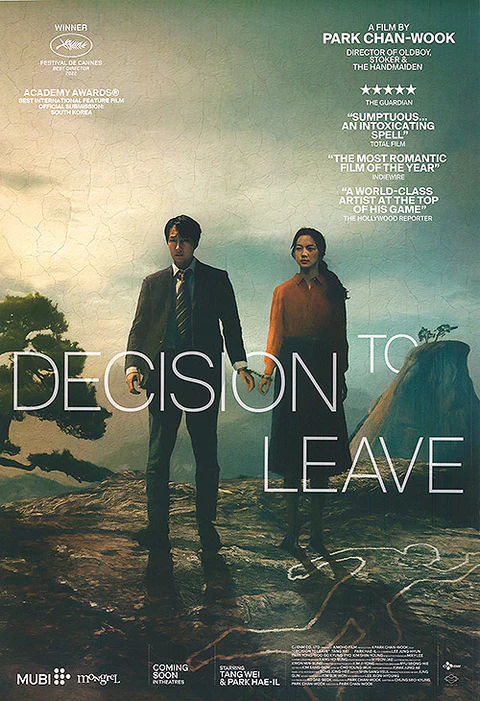 WINNER
FESTIVAL DE CANNES
BEST DIRECTOR
2022
ACADEMY AWARDS®
BEST INTERNATIONAL FEATURE FILM
OFFICIAL SUBMISSION:
SOUTH KOREA
A FILM BY
PARK CHAN-WOOK
DIRECTOR OF OLDBOY,
STOKER &
THE HANDMAIDEN
★★★★★
THE GUARDIAN
“SUMPTUOUS...
AN INTOXICATING
SPELL”
TOTAL FILM
“THE MOST ROMANTIC
FILM OF THE YEAR”
INDIEWIRE
“A WORLD-CLASS
ARTIST AT THE TOP
OF HIS GAME”
THE HOLLYWOOD REPORTER
DECISION TO
LEAVE
MUBI
mongrel
COMING
SOON
IN THEATRES
STARRING
TANG WEI
& PARK HAE-IL